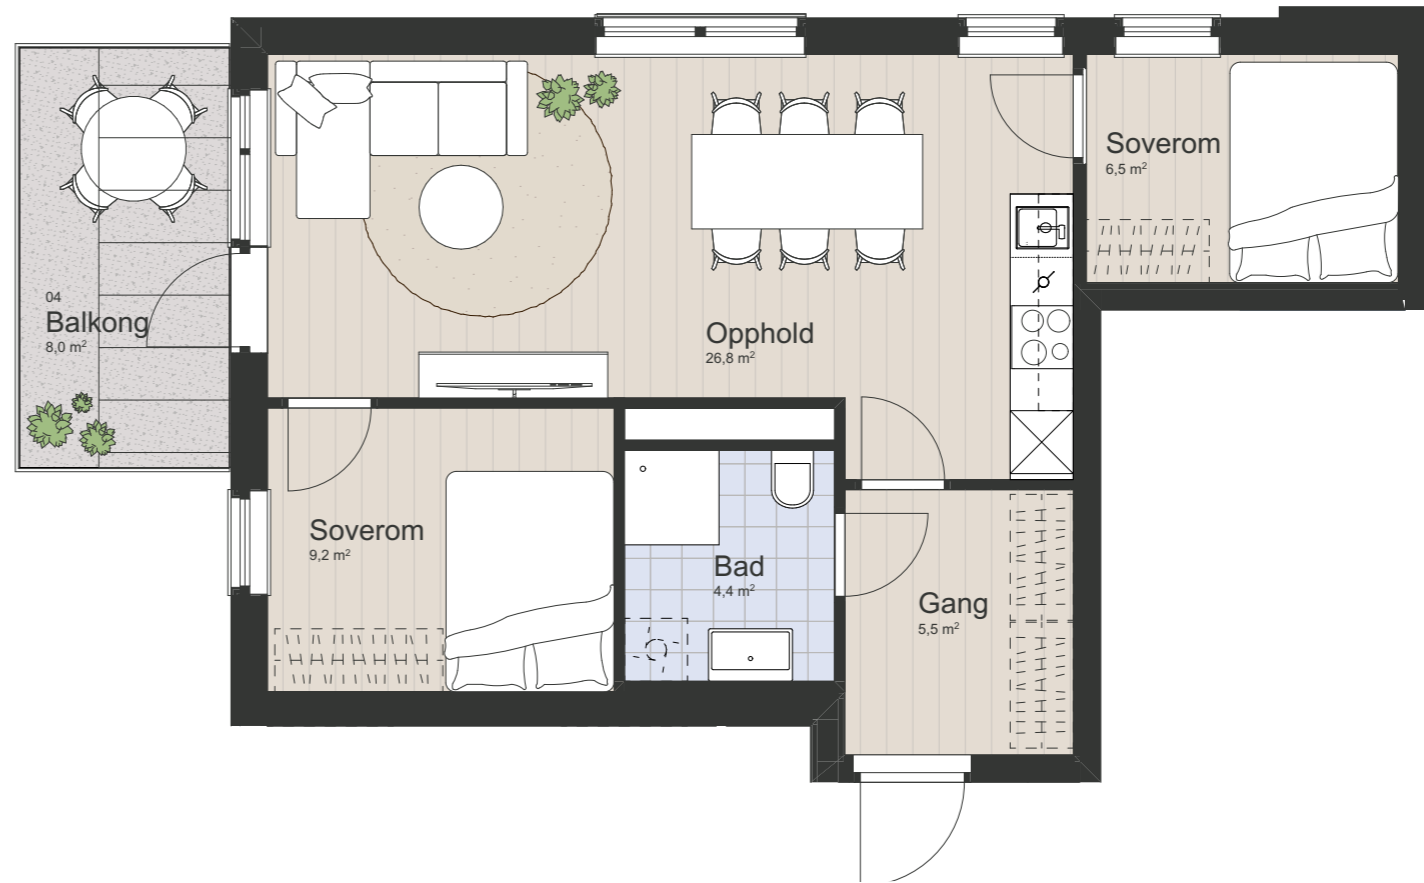 Soverom
6,5 m²
04
Balkong
8,0 m²
Opphold
26,8 m²
Soverom
9,2 m²
Bad
4,4 m²
Gang
5,5 m²